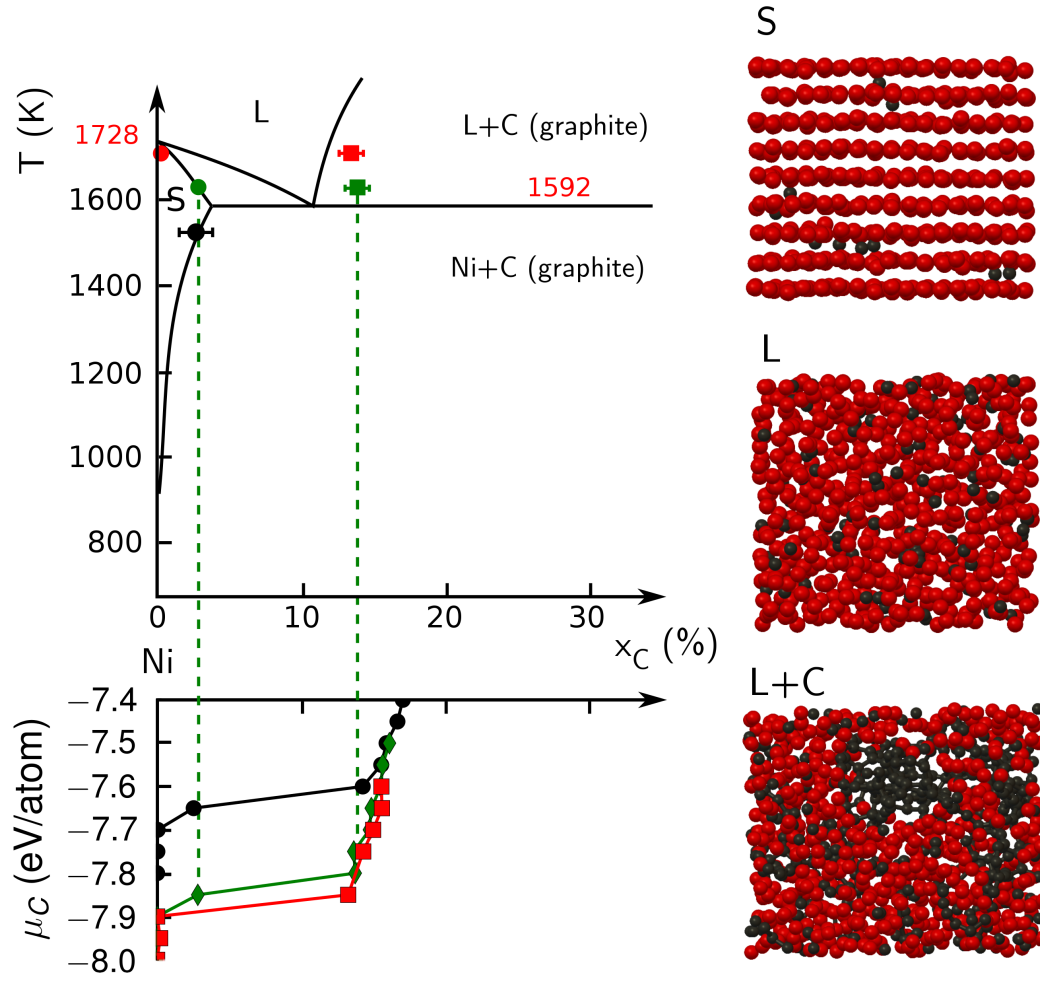 T (K)
1728
1600
1400
1200
1000
800
L
S
L+C (graphite)
1592
Ni+C (graphite)
0
10
20
30
Ni
x_C (%)
μ_C (eV/atom)
−7.4
−7.5
−7.6
−7.7
−7.8
−7.9
−8.0
S
L
L+C